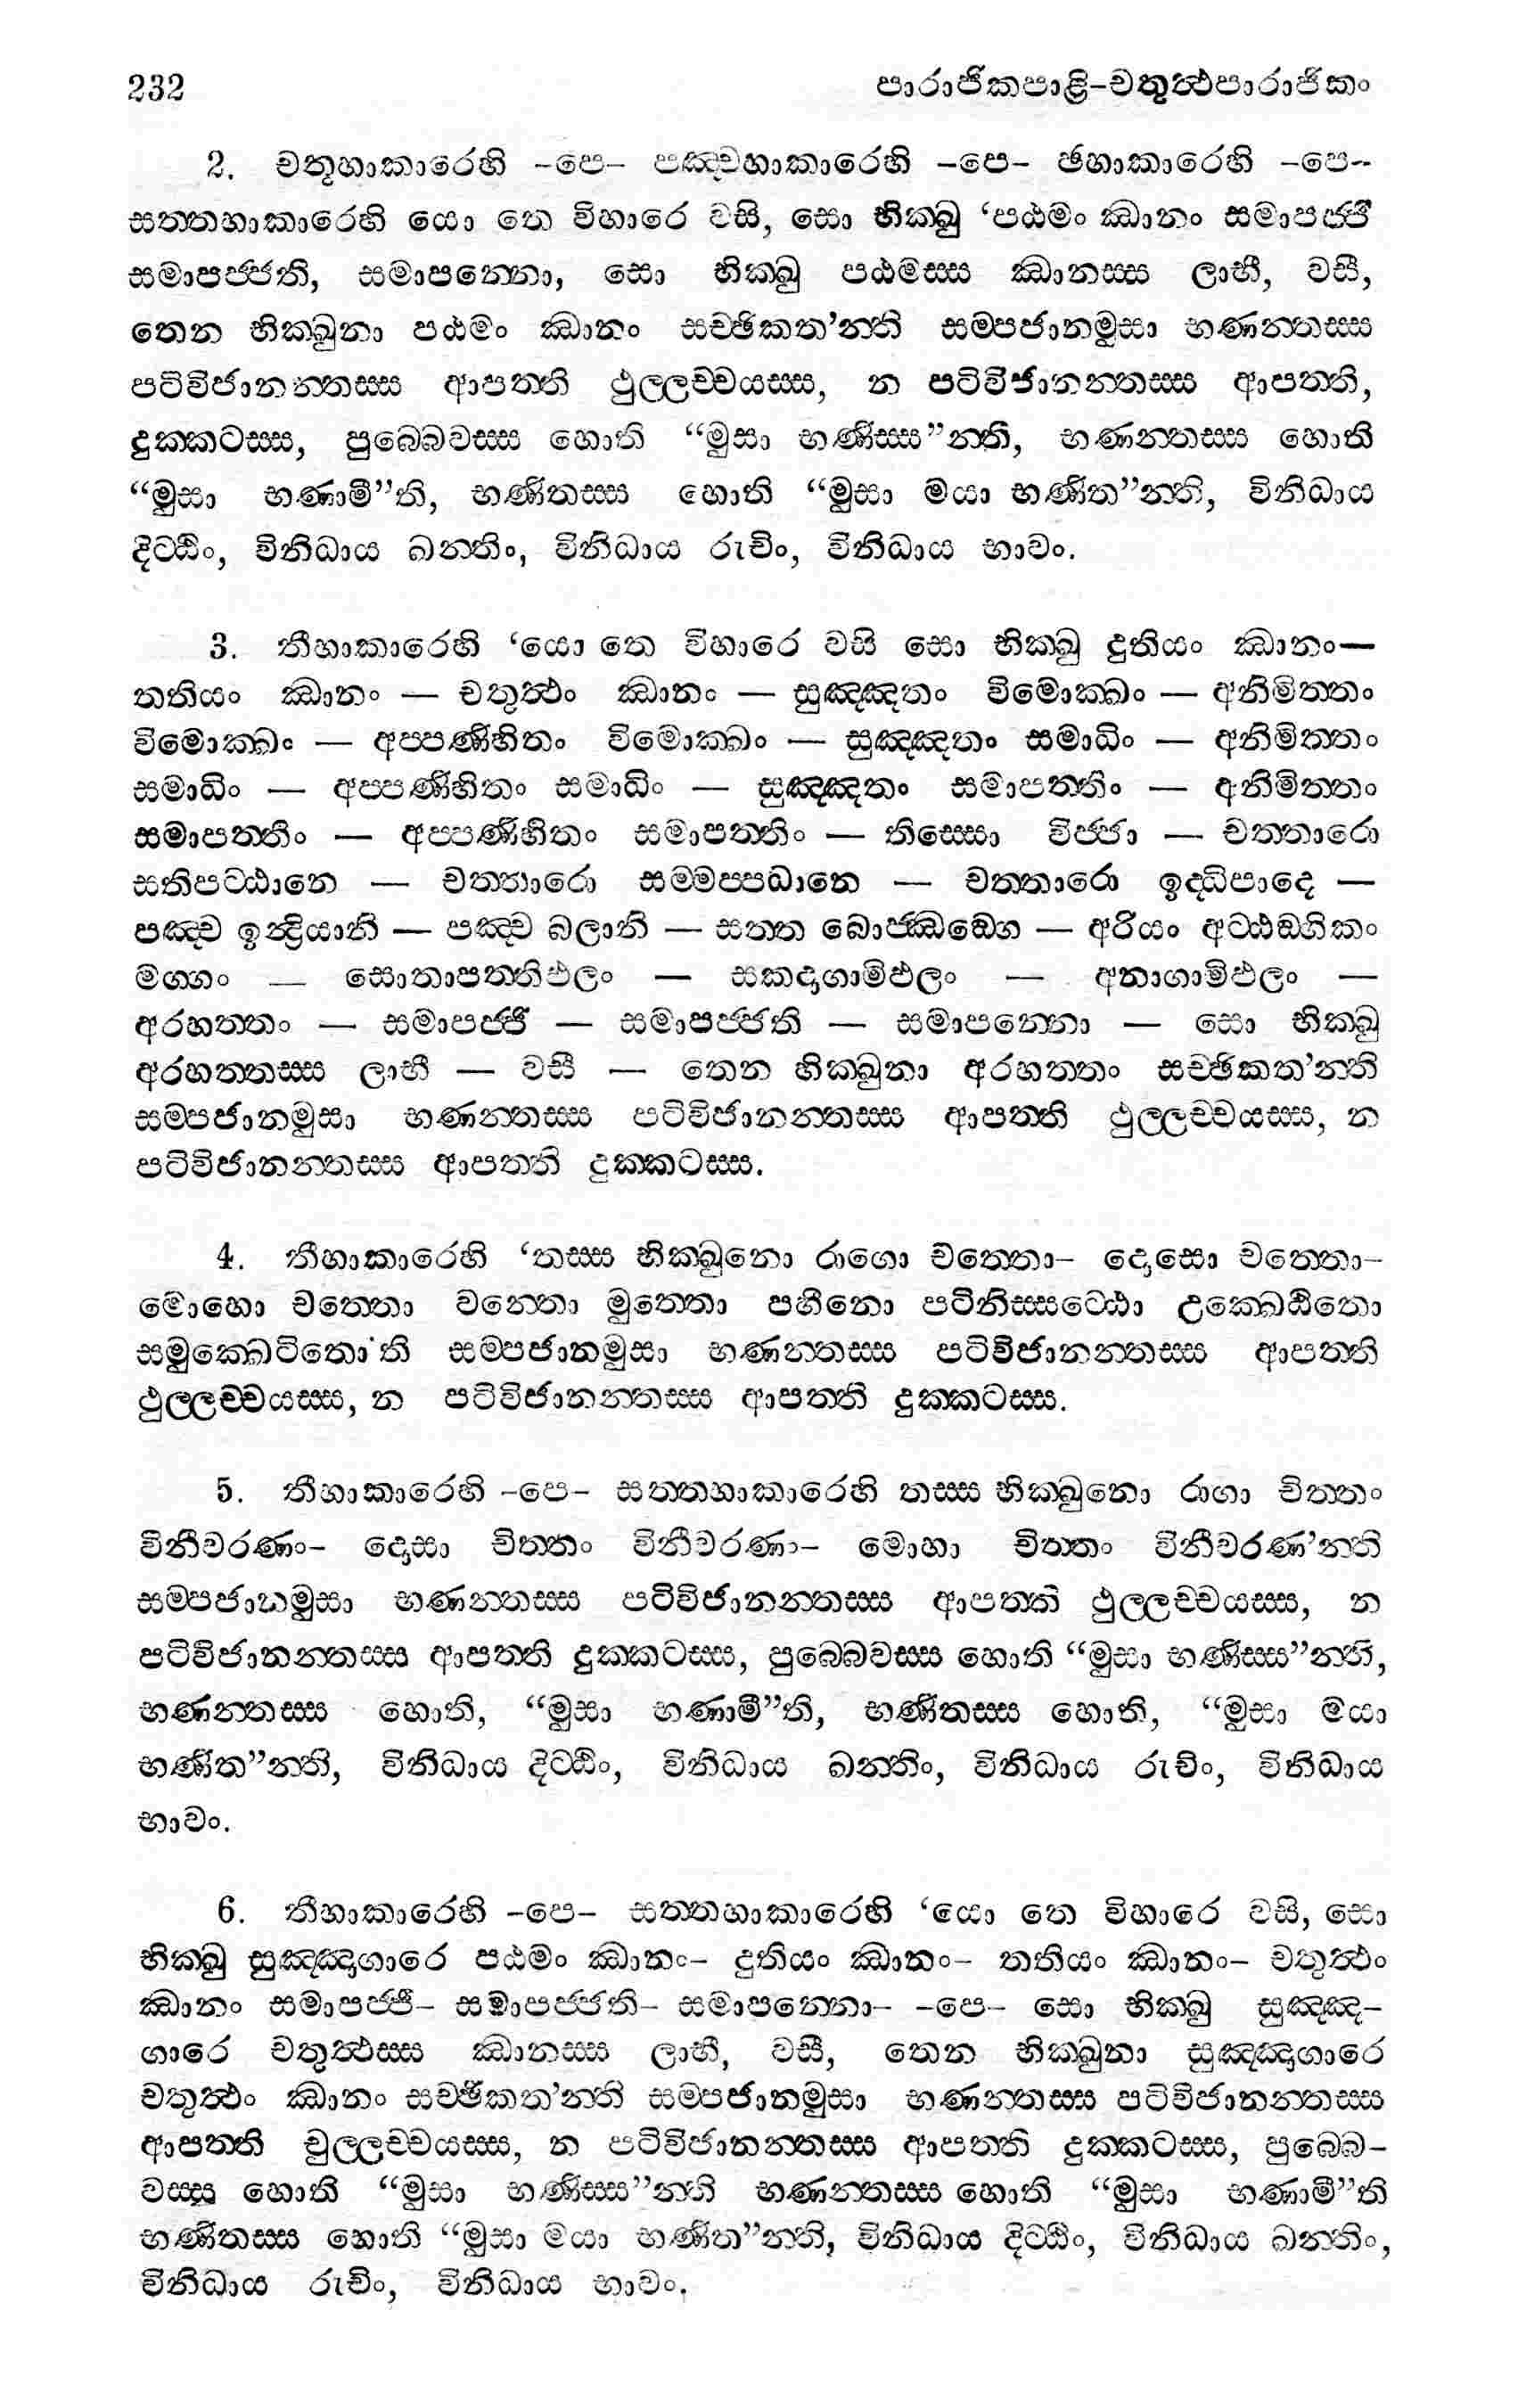 232
පාරාජිකපාළි-චතුත්‍ථපාරාජිකං
2. චතූහාකාරෙහි -පෙ- පඤ්චහාකාරෙහි -පෙ- ඡහාකාරෙහි -පෙ-
සත්තහාකාරෙහි යො තෙ විහාරෙ වසි, සො භික්ඛු ‘පඨමං ඣානං සමාපජ්ජි
සමාපජ්ජති, සමාපන්නො, සො භික්ඛු පඨමස්ස ඣානස්ස ලාභී, වසී,
තෙන භික්ඛුනා පඨමං ඣානං සච්ඡිකත’න්ති සම්පජානමුසා භණන්තස්ස
පටිවිජානන්තස්ස ආපත්ති ථුල්ලච්චයස්ස, න පටිවිජානන්තස්ස ආපත්ති,
දුක්කටස්ස, පුබ්බෙවස්ස හොති “මුසා භණිස්ස”න්ති, භණන්තස්ස හොති
“මුසා භණාමී”ති, භණිතස්ස හොති “මුසා මයා භණිත”න්ති, විනිධාය
දිට්ඨිං, විනිධාය ඛන්තිං, විනිධාය රුචිං, විනිධාය භාවං.
3. තීහාකාරෙහි ‘යො තෙ විහාරෙ වසි සො භික්ඛු දුතියං ඣානං—
තතියං ඣානං — චතුත්‍ථං ඣානං — සුඤ්ඤතං විමොක්ඛං — අනිමිත්තං
විමොක්ඛං — අප්පණිහිතං විමොක්ඛං — සුඤ්ඤතං සමාධිං — අනිමිත්තං
සමාධිං — අප්පණිහිතං සමාධිං — සුඤ්ඤතං සමාපත්තිං — අනිමිත්තං
සමාපත්තිං — අප්පණිහිතං සමාපත්තිං — තිස්සො විජ්ජා — චත්තාරො
සතිපට්ඨානෙ — චත්තාරො සම්මප්පධානෙ — චත්තාරො ඉද්ධිපාදෙ —
පඤ්ච ඉන්‍ද්‍රියානි — පඤ්ච බලානි — සත්ත බොජ්ඣඞ්ගෙ — අරියං අට්ඨඞ්ගිකං
මග්ගං — සොතාපත්තිඵලං — සකදාගාමිඵලං — අනාගාමිඵලං —
අරහත්තං — සමාපජ්ජි — සමාපජ්ජති — සමාපන්නො — සො භික්ඛු
අරහත්තස්ස ලාභී — වසී — තෙන භික්ඛුනා අරහත්තං සච්ඡිකත’න්ති
සම්පජානමුසා භණන්තස්ස පටිවිජානන්තස්ස ආපත්ති ථුල්ලච්චයස්ස, න
පටිවිජානන්තස්ස ආපත්ති දුක්කටස්ස.
4. තීහාකාරෙහි ‘තස්ස භික්ඛුනො රාගො චත්තො- දොසො චත්තො-
මොහො චත්තො වන්තො මුත්තො පහීනො පටිනිස්සට්ඨො උක්ඛෙඨිතො
සමුක්ඛෙටිතො’ති සම්පජානමුසා භණන්තස්ස පටිවිජානන්තස්ස ආපත්ති
ථුල්ලච්චයස්ස, න පටිවිජානන්තස්ස ආපත්ති දුක්කටස්ස.
5. තීහාකාරෙහි -පෙ- සත්තහාකාරෙහි තස්ස භික්ඛුනො රාගා චිත්තං
විනීවරණං- දොසා චිත්තං විනීවරණං- මොහා චිත්තං විනීවරණ’න්ති
සම්පජානමුසා භණන්තස්ස පටිවිජානන්තස්ස ආපත්ති ථුල්ලච්චයස්ස, න
පටිවිජානන්තස්ස ආපත්ති දුක්කටස්ස, පුබ්බෙවස්ස හොති “මුසා භණිස්ස”න්ති,
භණන්තස්ස හොති, “මුසා භණාමී”ති, භණිතස්ස හොති, “මුසා මයා
භණිත”න්ති, විනිධාය දිට්ඨිං, විනිධාය ඛන්තිං, විනිධාය රුචිං, විනිධාය
භාවං.
6. තීහාකාරෙහි -පෙ- සත්තහාකාරෙහි ‘යො තෙ විහාරෙ වසි, සො
භික්ඛු සුඤ්ඤාගාරෙ පඨමං ඣානං- දුතියං ඣානං- තතියං ඣානං- චතුත්‍ථං
ඣානං සමාපජ්ජි- සමාපජ්ජති- සමාපන්නො- -පෙ- සො භික්ඛු සුඤ්ඤ-
ගාරෙ චතුත්‍ථස්ස ඣානස්ස ලාභී, වසී, තෙන භික්ඛුනා සුඤ්ඤාගාරෙ
චතුත්‍ථං ඣානං සච්ඡිකත’න්ති සම්පජානමුසා භණන්තස්ස පටිවිජානන්තස්ස
ආපත්ති ථුල්ලච්චයස්ස, න පටිවිජානන්තස්ස ආපත්ති දුක්කටස්ස, පුබ්බෙ-
වස්ස හොති “මුසා භණිස්ස”න්ති භණන්තස්ස හොති “මුසා භණාමී”ති
භණිතස්ස හොති “මුසා මයා භණිත”න්ති, විනිධාය දිට්ඨිං, විනිධාය ඛන්තිං,
විනිධාය රුචිං, විනිධාය භාවං.